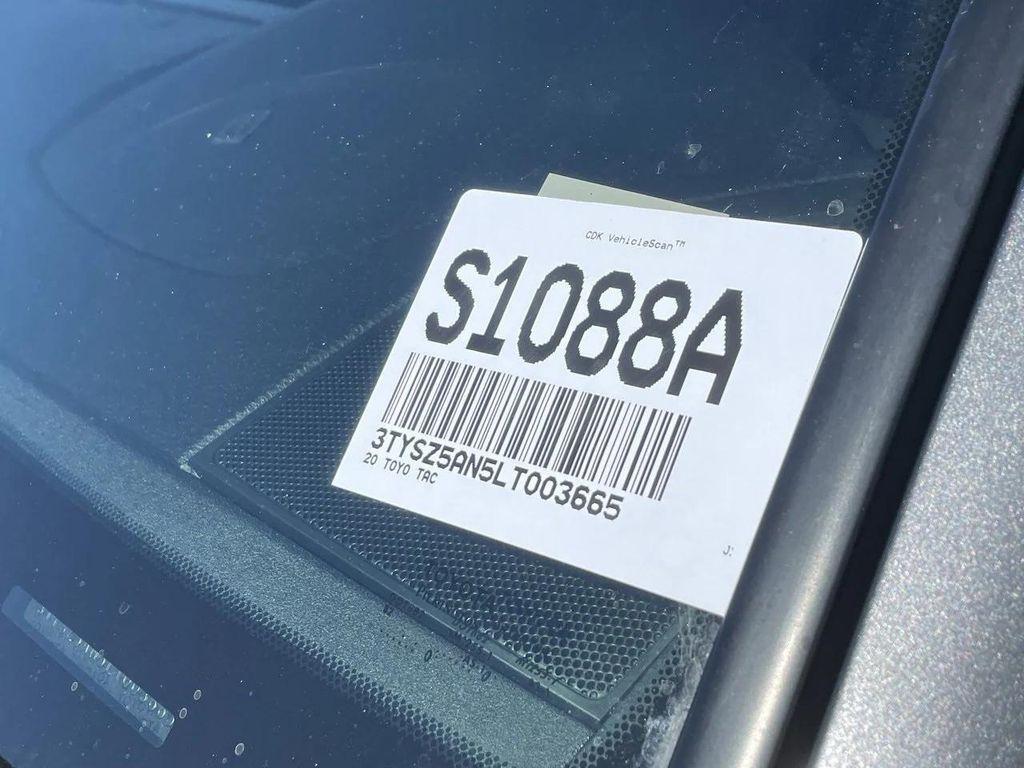 CDK VehicleScan™
S1088A
3TYSZ5AN5LT003665
20 TOYO TAC
J: